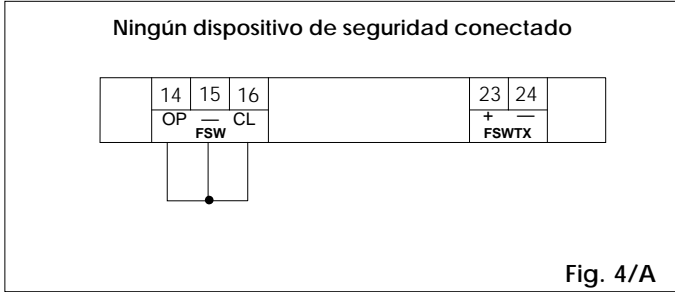 Ningún dispositivo de seguridad conectado
14 15 16 23 24
OP — CL + —
FSW FSWTX
Fig. 4/A